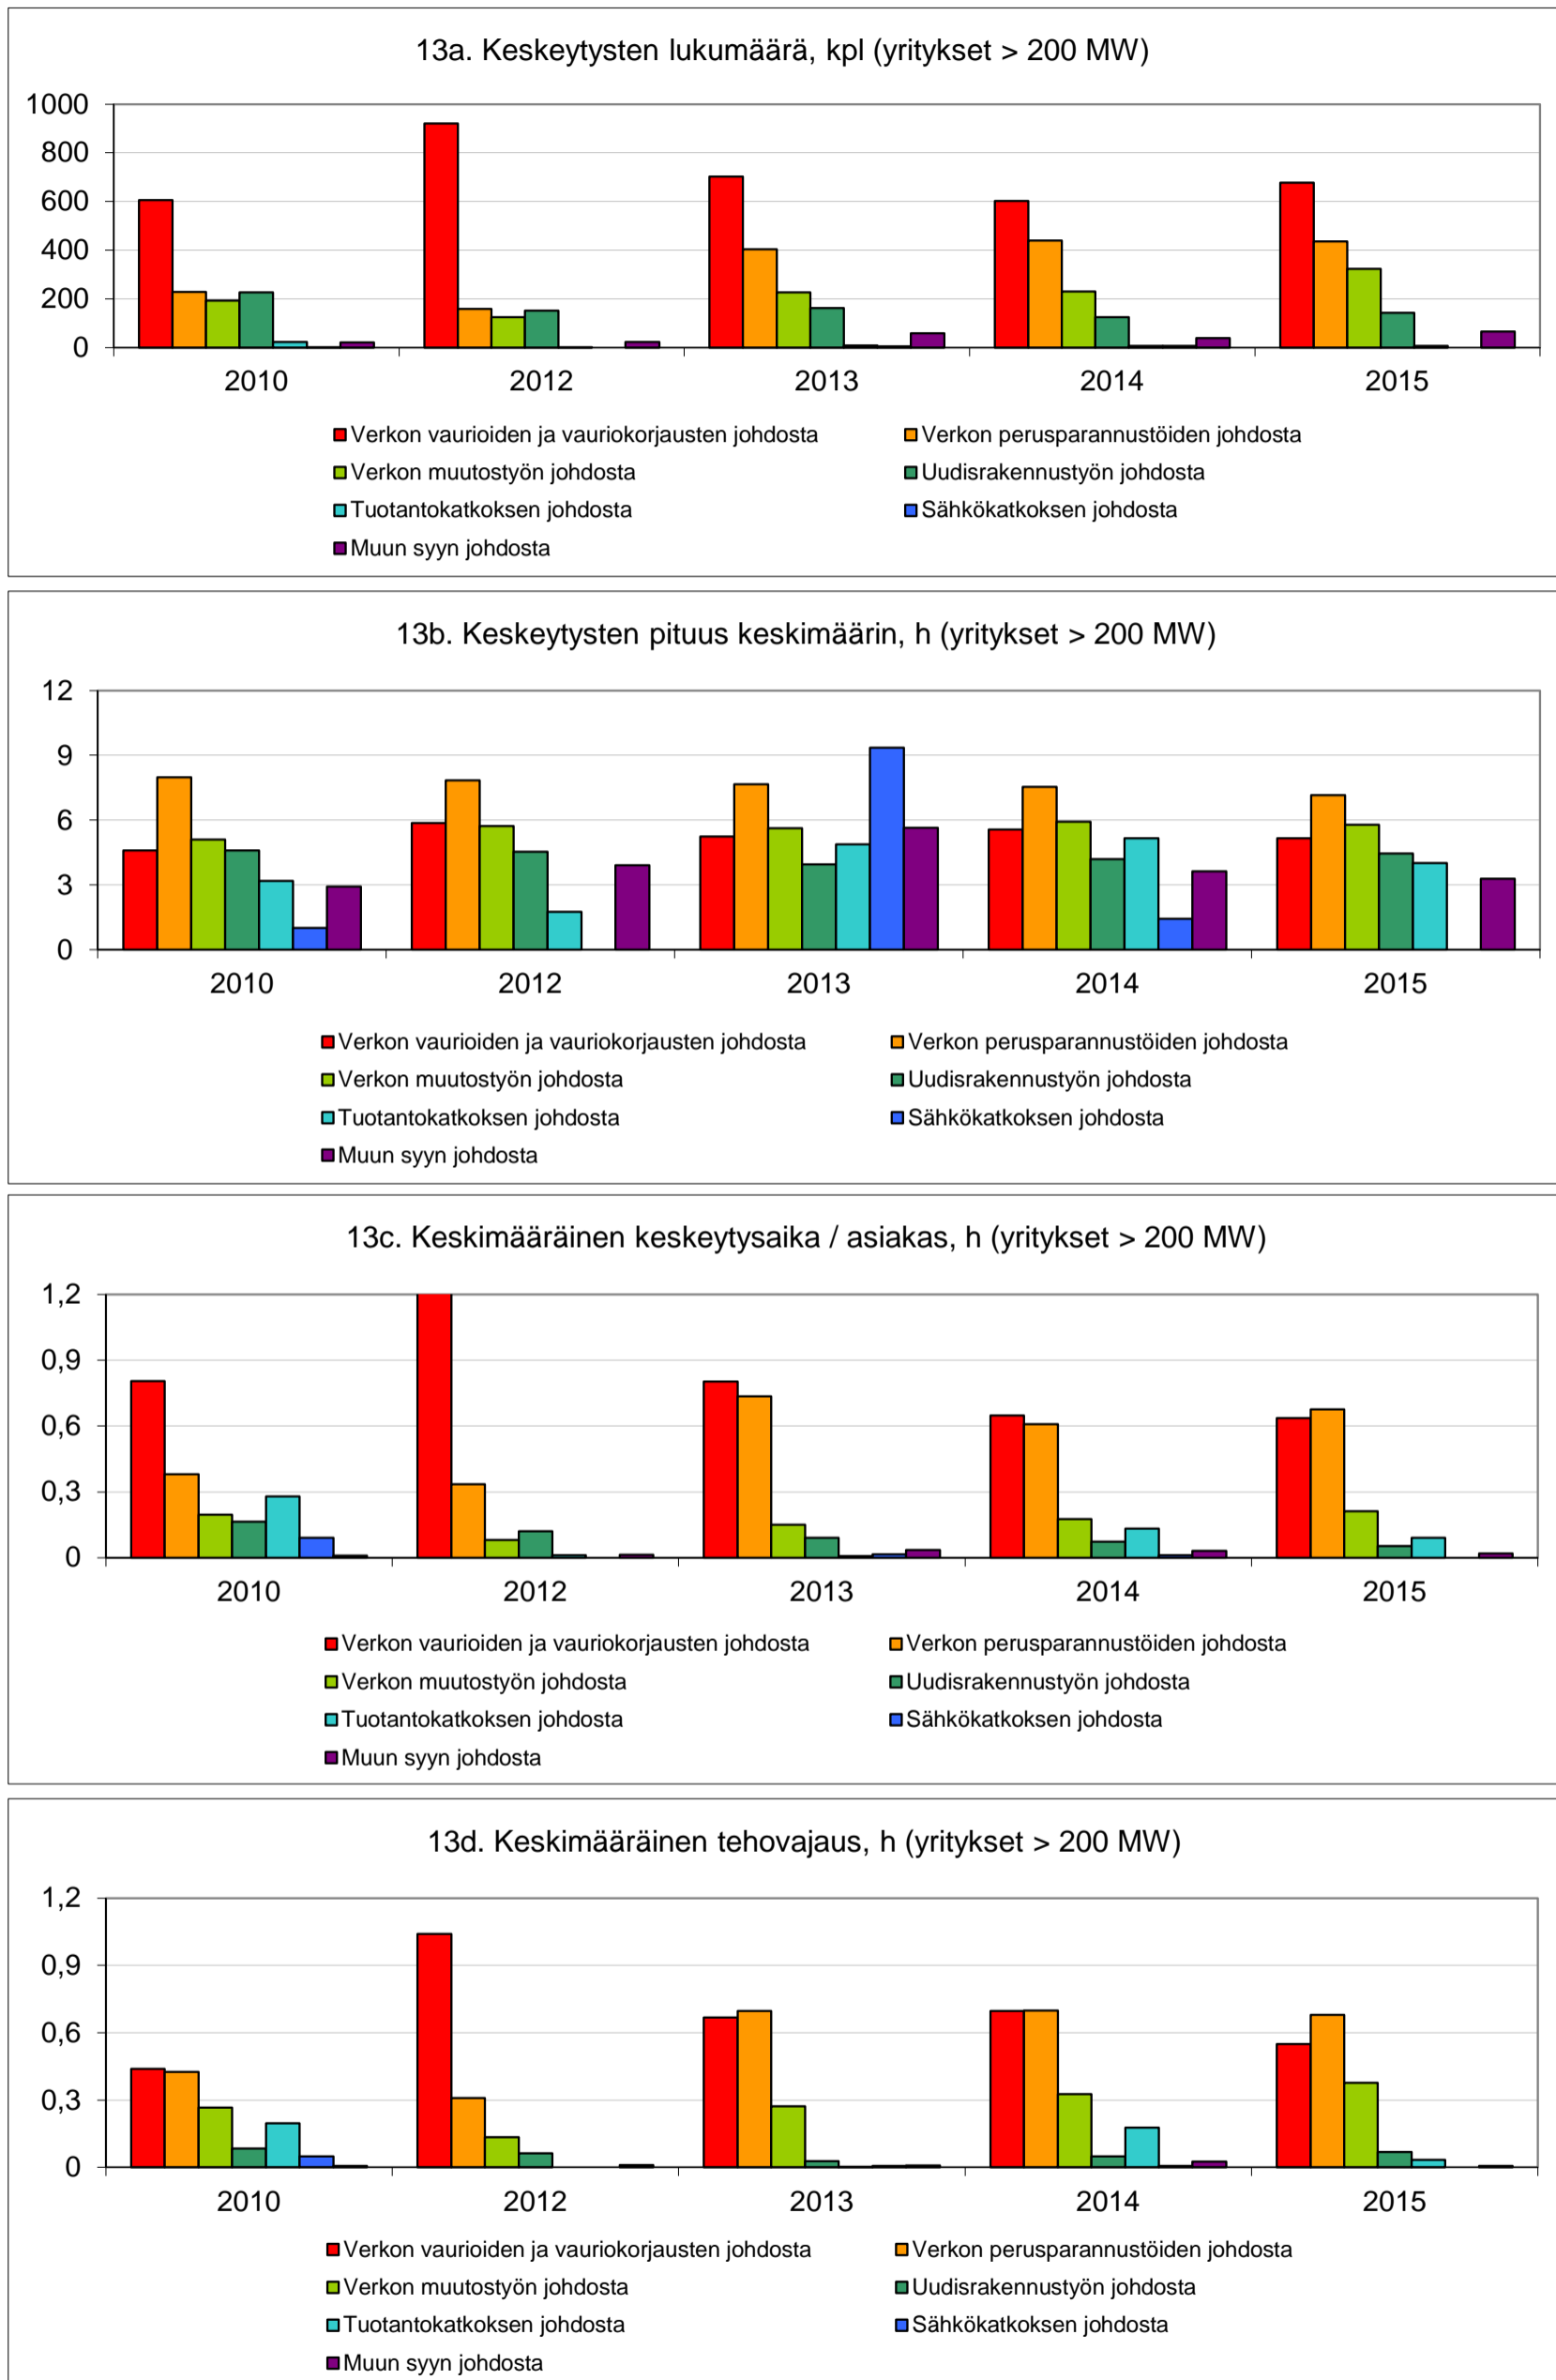 13a. Keskeytysten lukumäärä, kpl (yritykset > 200 MW)
1000
800
600
400
200
0
2010 2012 2013 2014 2015
Verkon vaurioiden ja vauriokorjausten johdosta Verkon perusparannustöiden johdosta
Verkon muutostyön johdosta Uudisrakennustyön johdosta
Tuotantokatkoksen johdosta Sähkökatkoksen johdosta
Muun syyn johdosta
13b. Keskeytysten pituus keskimäärin, h (yritykset > 200 MW)
12
9
6
3
0
2010 2012 2013 2014 2015
Verkon vaurioiden ja vauriokorjausten johdosta Verkon perusparannustöiden johdosta
Verkon muutostyön johdosta Uudisrakennustyön johdosta
Tuotantokatkoksen johdosta Sähkökatkoksen johdosta
Muun syyn johdosta
13c. Keskimääräinen keskeytysaika / asiakas, h (yritykset > 200 MW)
1,2
0,9
0,6
0,3
0
2010 2012 2013 2014 2015
Verkon vaurioiden ja vauriokorjausten johdosta Verkon perusparannustöiden johdosta
Verkon muutostyön johdosta Uudisrakennustyön johdosta
Tuotantokatkoksen johdosta Sähkökatkoksen johdosta
Muun syyn johdosta
13d. Keskimääräinen tehovajaus, h (yritykset > 200 MW)
1,2
0,9
0,6
0,3
0
2010 2012 2013 2014 2015
Verkon vaurioiden ja vauriokorjausten johdosta Verkon perusparannustöiden johdosta
Verkon muutostyön johdosta Uudisrakennustyön johdosta
Tuotantokatkoksen johdosta Sähkökatkoksen johdosta
Muun syyn johdosta